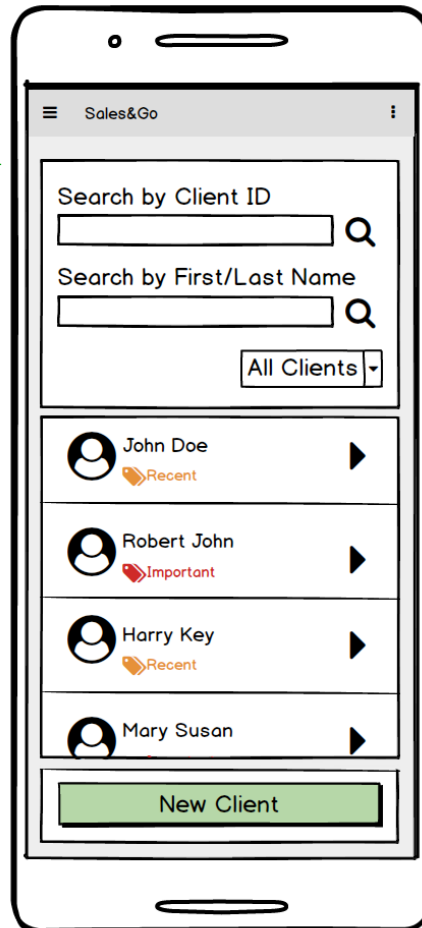 Sales&Go
Search by Client ID
Search by First/Last Name
All Clients
John Doe
Recent
Robert John
Important
Harry Key
Recent
Mary Susan
New Client